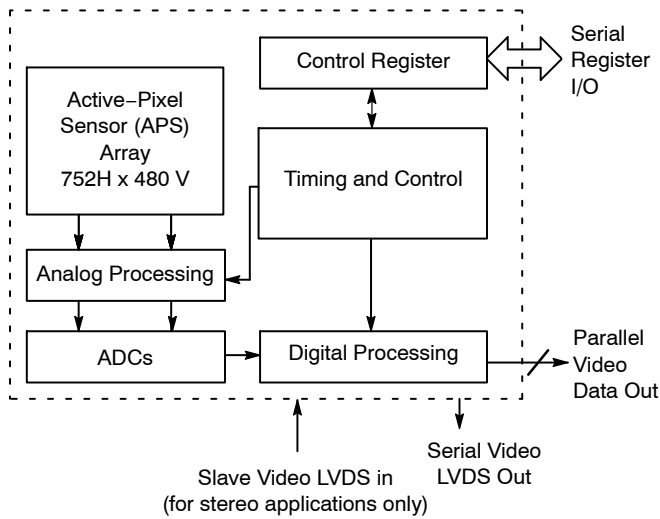 Control Register
Serial
Register
I/O
Active−Pixel
Sensor (APS)
Array
752H x 480 V
Timing and Control
Analog Processing
ADCs
Digital Processing
Parallel
Video
Data Out
Slave Video LVDS in
(for stereo applications only)
Serial Video
LVDS Out